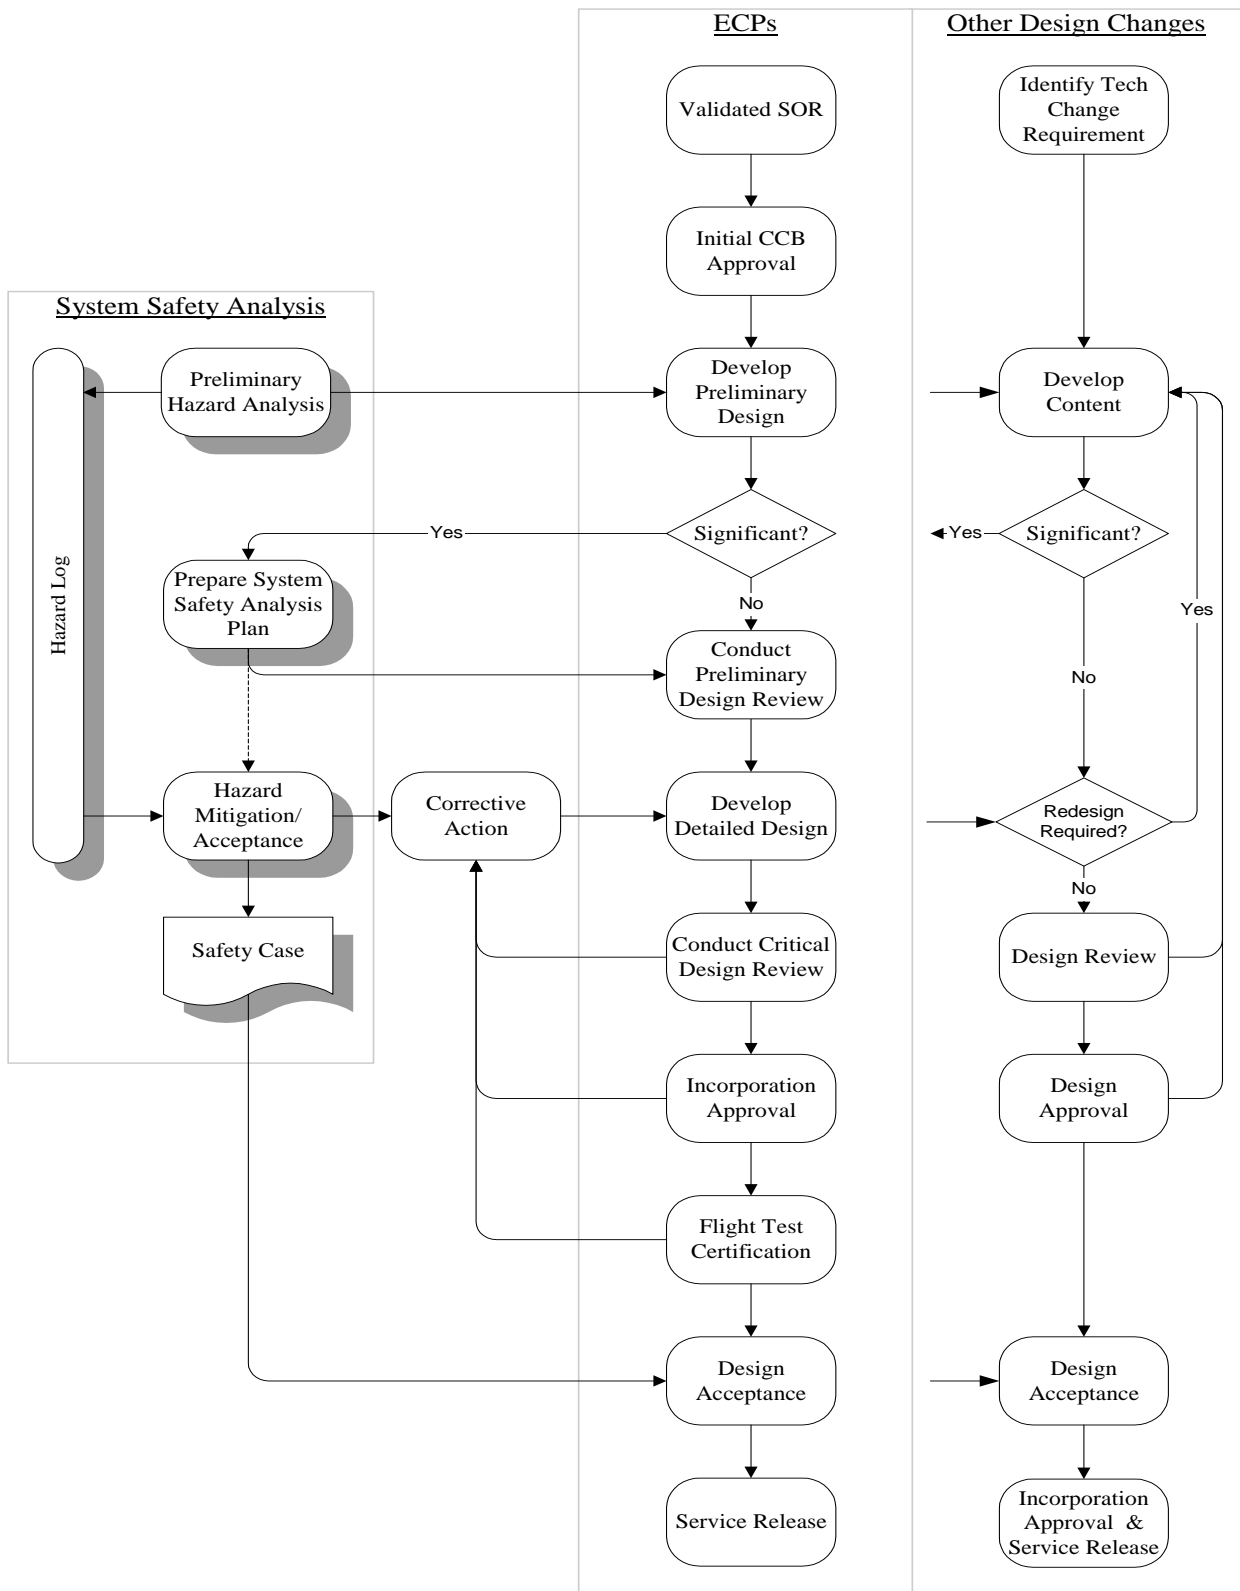 ECPs
Other Design Changes
Validated SOR
Identify Tech
Change
Requirement
Initial CCB
Approval
System Safety Analysis
Hazard Log
Preliminary
Hazard Analysis
Develop
Preliminary
Design
Develop
Content
Yes
Significant?
Yes
Significant?
Prepare System
Safety Analysis
Plan
No
Yes
Conduct
Preliminary
Design Review
No
Hazard
Mitigation/
Acceptance
Corrective
Action
Develop
Detailed Design
Redesign
Required?
No
Safety Case
Conduct Critical
Design Review
Design Review
Incorporation
Approval
Design
Approval
Flight Test
Certification
Design
Acceptance
Design
Acceptance
Service Release
Incorporation
Approval &
Service Release